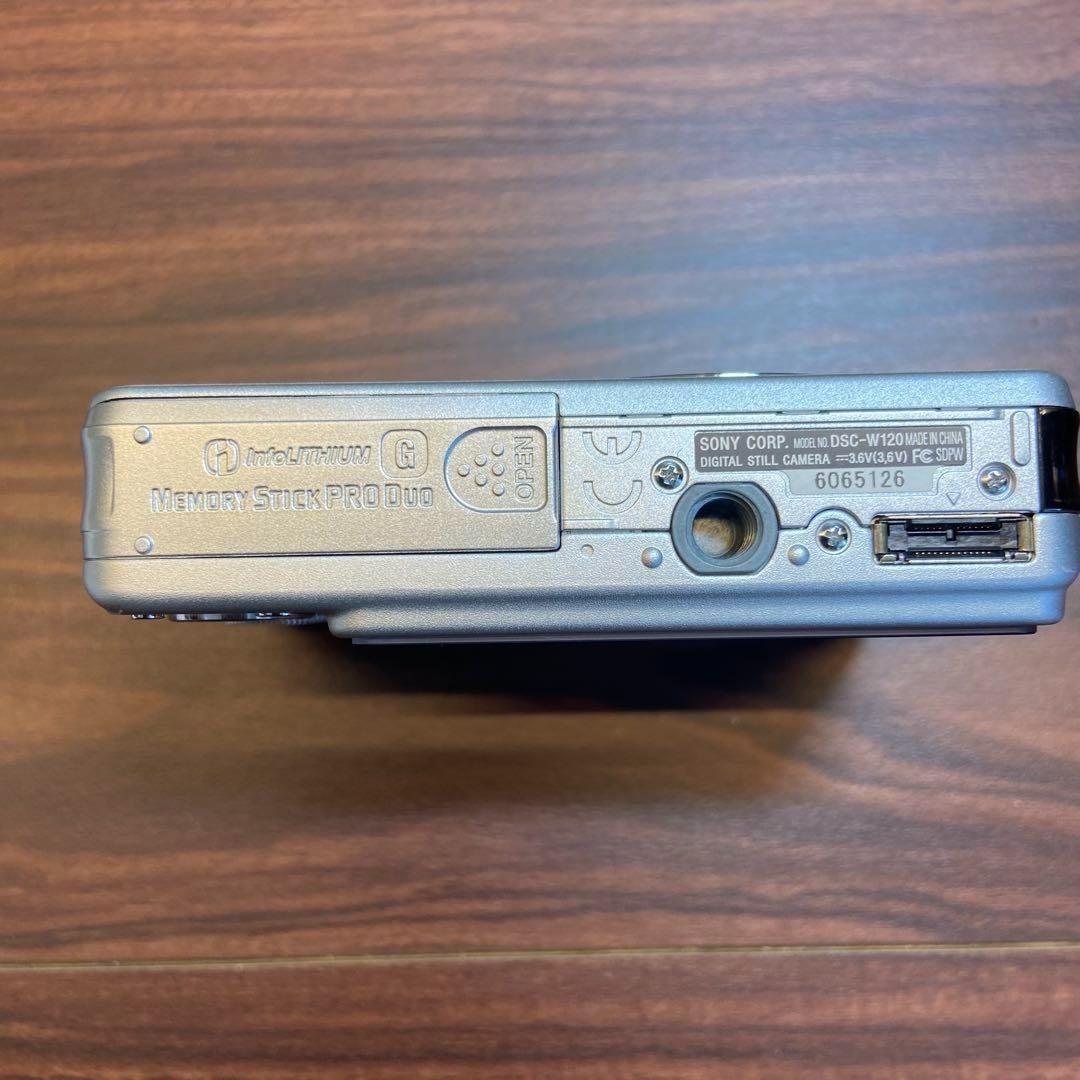 infoLITHIUM G
MEMORY STICK PRO DUO
OPEN
CE
SONY CORP. MODEL NO. DSC-W120 MADE IN CHINA
DIGITAL STILL CAMERA ⎓3.6V(3,6V) FC SDPW
6065126